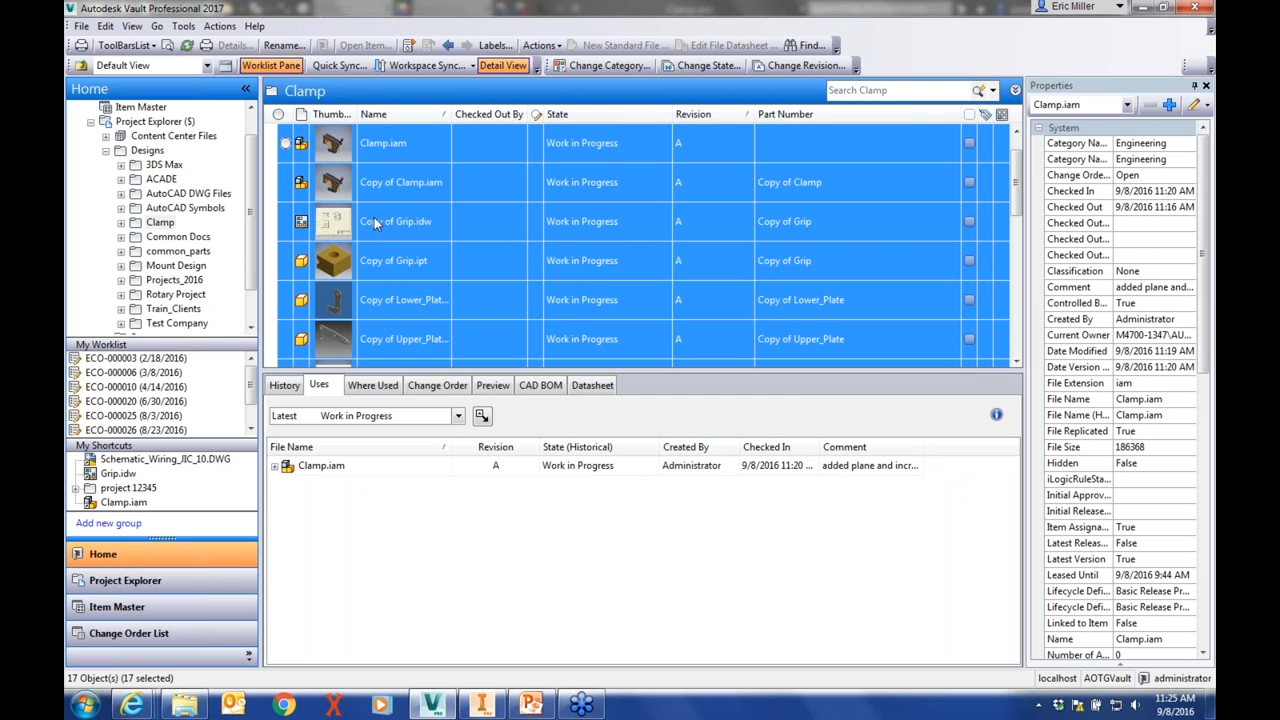 Autodesk Vault Professional 2017
Eric Miller
File Edit View Go Tools Actions Help
ToolBarsList Details... Rename... Open Item... Labels... Actions New Standard File ... Edit File Datasheet ... Find...
Default View Worklist Pane Quick Sync... Workspace Sync... Detail View Change Category... Change State... Change Revision...
Home
Item Master
Project Explorer ($)
Content Center Files
Designs
3DS Max
ACADE
AutoCAD DWG Files
AutoCAD Symbols
Clamp
Common Docs
common_parts
Mount Design
Projects_2016
Rotary Project
Train_Clients
Test Company
My Worklist
ECO-000003 (2/18/2016)
ECO-000006 (3/8/2016)
ECO-000010 (4/14/2016)
ECO-000020 (6/30/2016)
ECO-000025 (8/3/2016)
ECO-000026 (8/23/2016)
My Shortcuts
Schematic_Wiring_JIC_10.DWG
Grip.idw
project 12345
Clamp.iam
Add new group
Home
Project Explorer
Item Master
Change Order List
Clamp
Search Clamp
Thumb... Name Checked Out By State Revision Part Number
Clamp.iam Work in Progress A
Copy of Clamp.iam Work in Progress A Copy of Clamp
Copy of Grip.idw Work in Progress A Copy of Grip
Copy of Grip.ipt Work in Progress A Copy of Grip
Copy of Lower_Plat... Work in Progress A Copy of Lower_Plate
Copy of Upper_Plat... Work in Progress A Copy of Upper_Plate
History Uses Where Used Change Order Preview CAD BOM Datasheet
Latest Work in Progress
File Name Revision State (Historical) Created By Checked In Comment
Clamp.iam A Work in Progress Administrator 9/8/2016 11:20 ... added plane and incr...
Properties
Clamp.iam
System
Category Na... Engineering
Category Na... Engineering
Change Orde... Open
Checked In 9/8/2016 11:20 AM
Checked Out 9/8/2016 11:16 AM
Checked Out...
Checked Out...
Checked Out...
Classification None
Comment added plane and...
Controlled B... True
Created By Administrator
Current Owner M4700-1347\AU...
Date Modified 9/8/2016 11:19 AM
Date Version ... 9/8/2016 11:20 AM
File Extension iam
File Name Clamp.iam
File Name (H... Clamp.iam
File Replicated True
File Size 186368
Hidden False
iLogicRuleSta...
Initial Approv...
Initial Release...
Item Assigna... True
Latest Releas... False
Latest Version True
Leased Until 9/8/2016 9:44 AM
Lifecycle Defi... Basic Release Pr...
Lifecycle Defi... Basic Release Pr...
Linked to Item False
Name Clamp.iam
Number of A... 0
17 Object(s) (17 selected)
localhost AOTGVault administrator
11:25 AM
9/8/2016